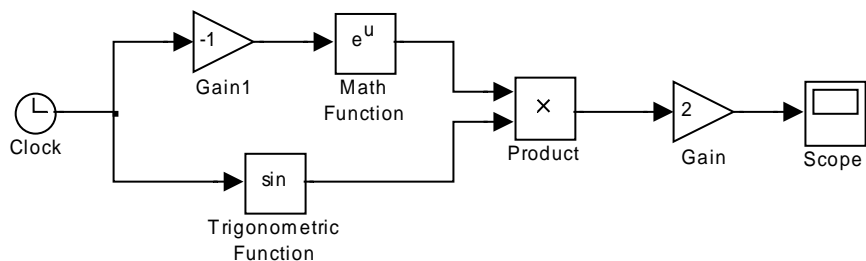 -1
Gain1
e^u
Math
Function
Clock
sin
Trigonometric
Function
×
Product
2
Gain
Scope